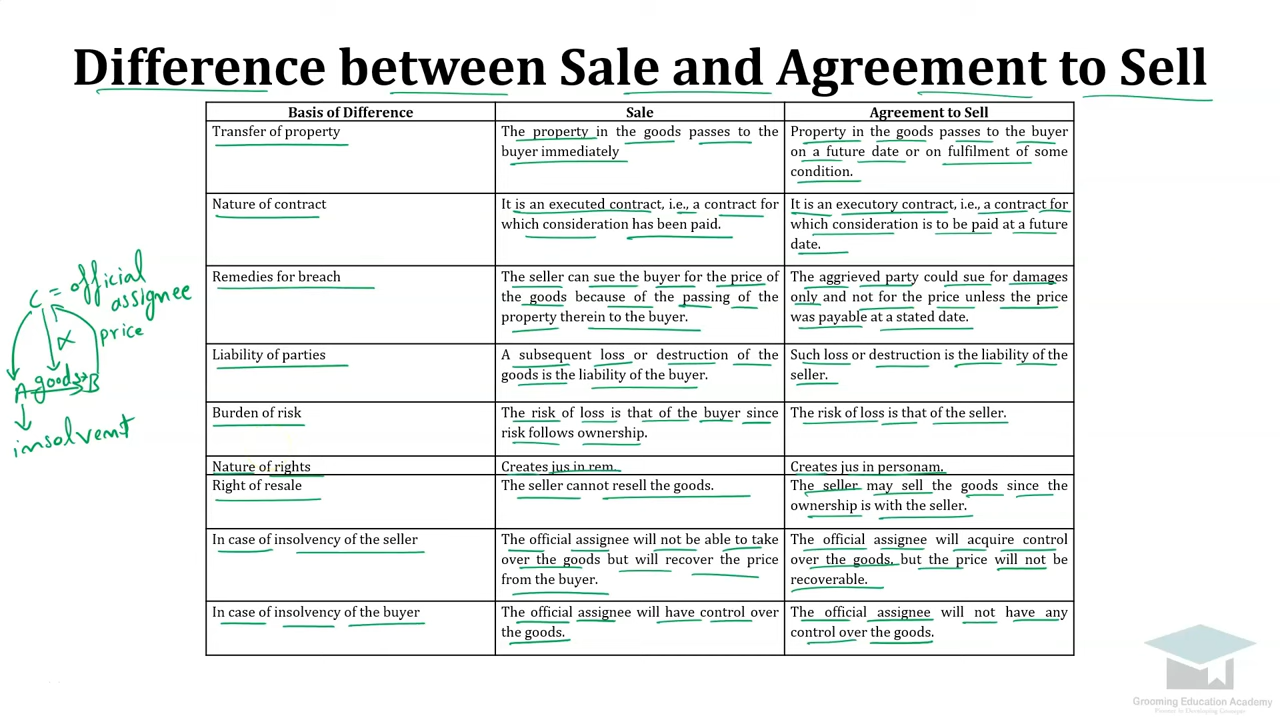 Difference between Sale and Agreement to Sell
Basis of Difference
Sale
Agreement to Sell
Transfer of property
The property in the goods passes to the
buyer immediately
Property in the goods passes to the buyer
on a future date or on fulfilment of some
condition.
Nature of contract
It is an executed contract, i.e., a contract for
which consideration has been paid.
It is an executory contract, i.e., a contract for
which consideration is to be paid at a future
date.
Remedies for breach
The seller can sue the buyer for the price of
the goods because of the passing of the
property therein to the buyer.
The aggrieved party could sue for damages
only and not for the price unless the price
was payable at a stated date.
Liability of parties
A subsequent loss or destruction of the
goods is the liability of the buyer.
Such loss or destruction is the liability of the
seller.
Burden of risk
The risk of loss is that of the buyer since
risk follows ownership.
The risk of loss is that of the seller.
Nature of rights
Creates jus in rem.
Creates jus in personam.
Right of resale
The seller cannot resell the goods.
The seller may sell the goods since the
ownership is with the seller.
In case of insolvency of the seller
The official assignee will not be able to take
over the goods but will recover the price
from the buyer.
The official assignee will acquire control
over the goods, but the price will not be
recoverable.
In case of insolvency of the buyer
The official assignee will have control over
the goods.
The official assignee will not have any
control over the goods.
C = official
assignee
price
A goods B
insolvent
Grooming Education Academy